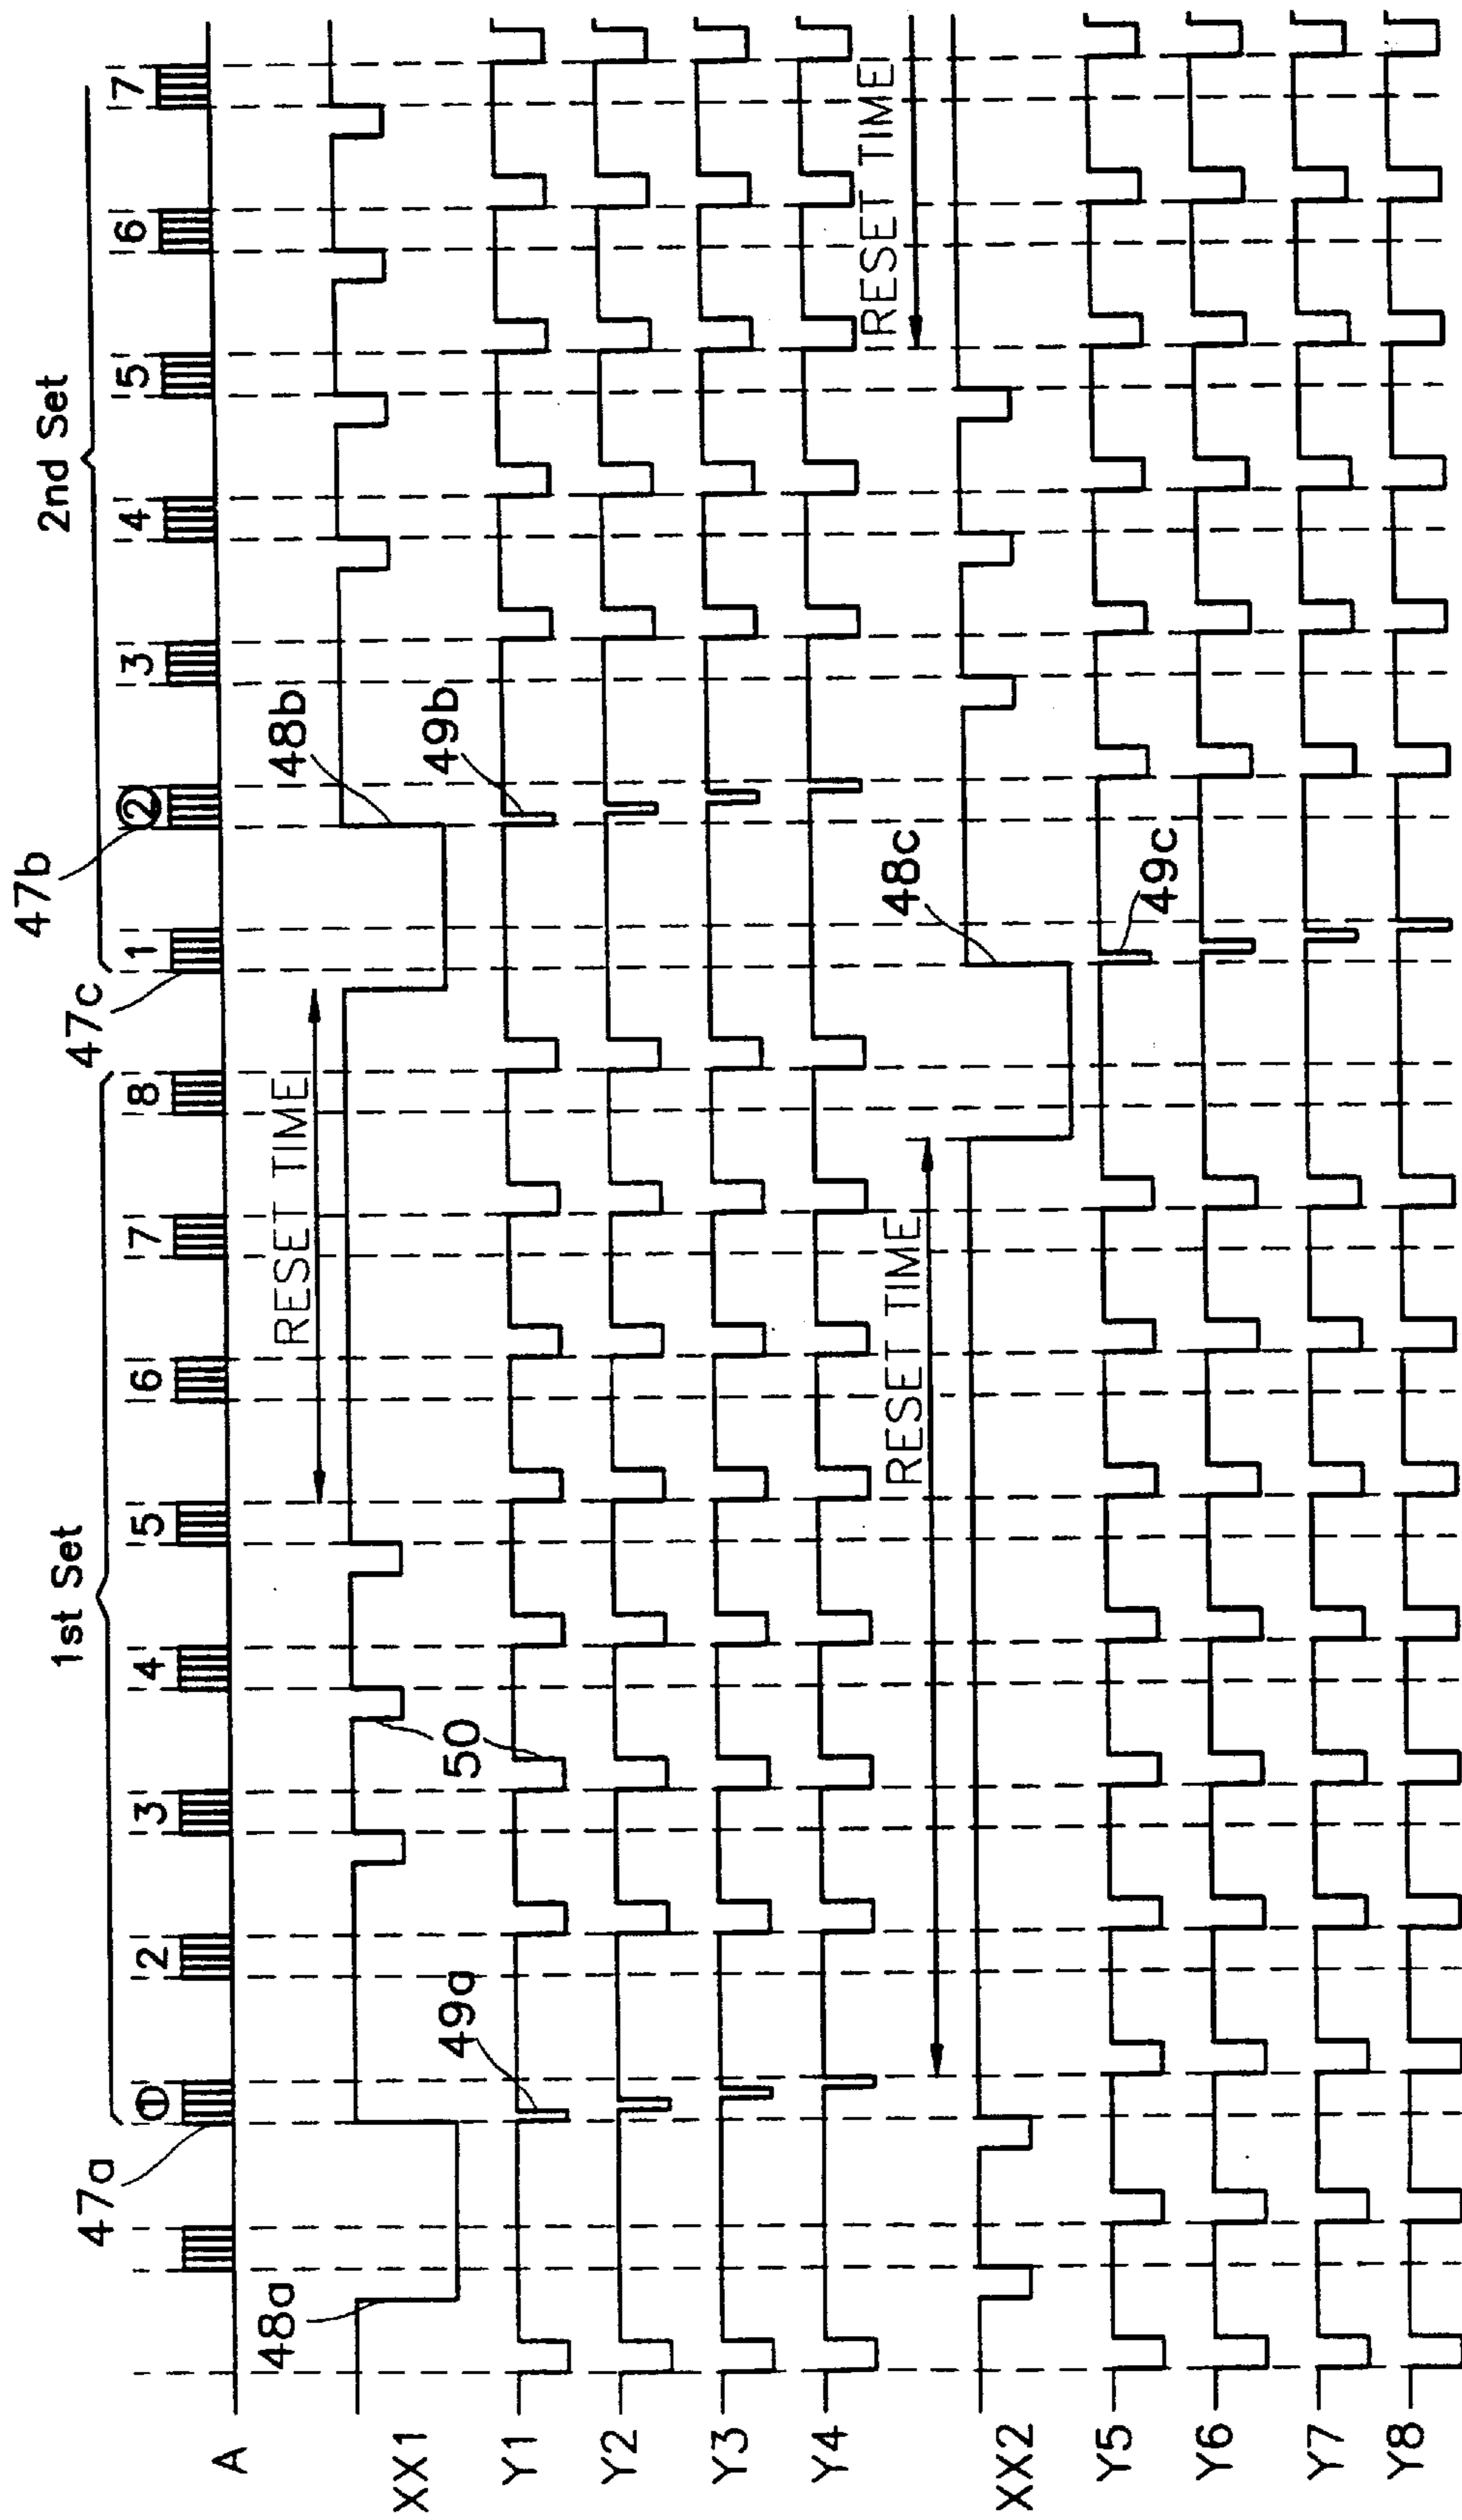 1st Set
2nd Set
47a
① 2 3 4 5 6 7 8
47c
47b
1 ② 3 4 5 6 7
A
48a
RESET TIME
48b
XX1
49a
50
49b
Y1
Y2
Y3
Y4
RESET TIME
48c
RESET TIME
XX2
49c
Y5
Y6
Y7
Y8